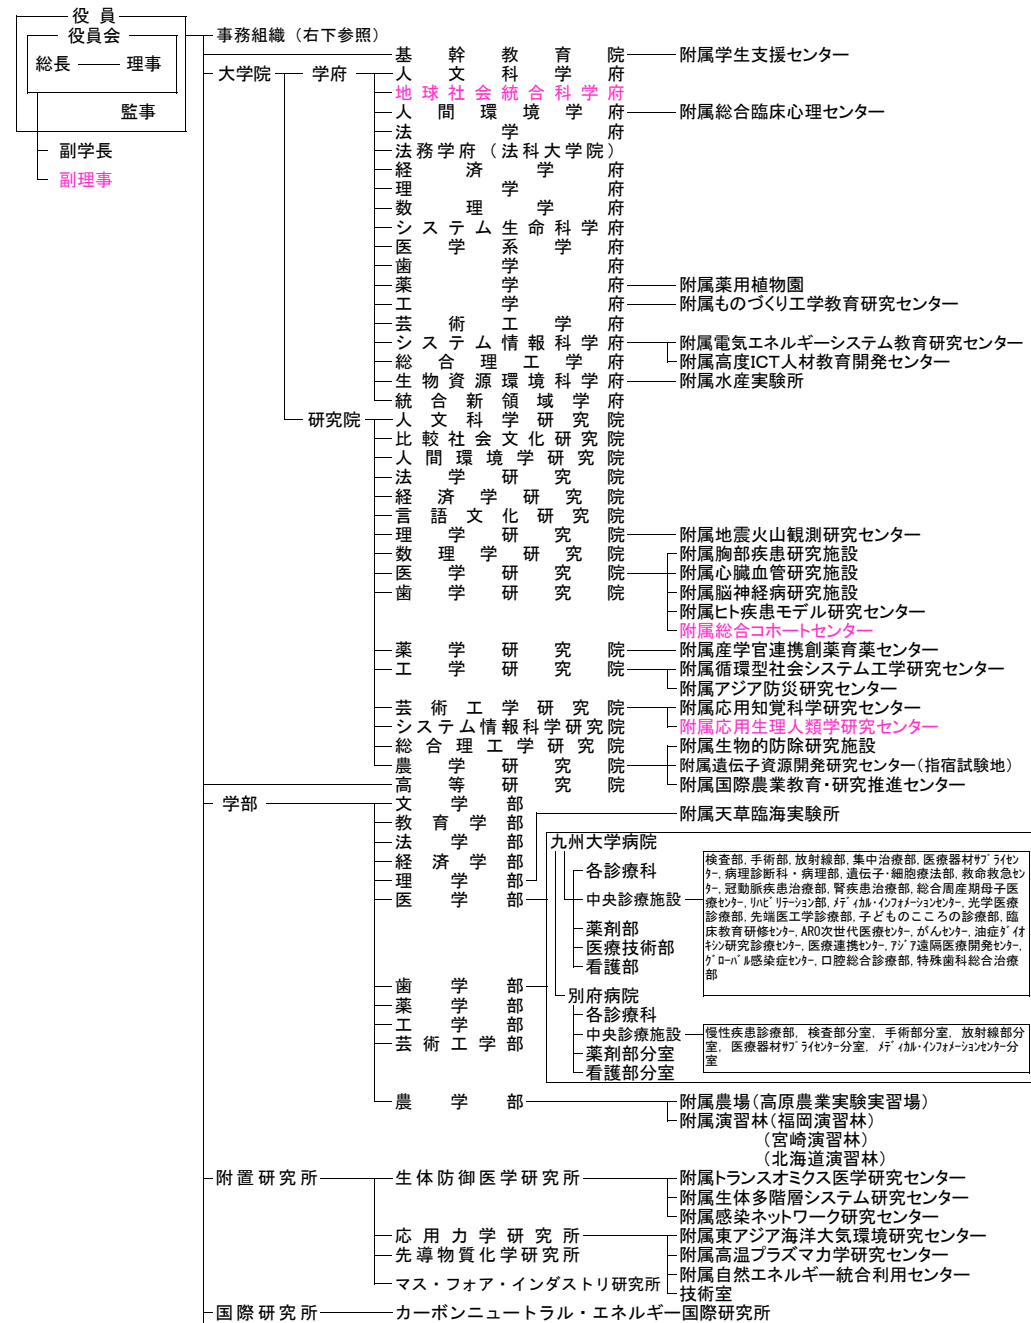 役員
役員会
総長 理事
監事
副学長
副理事
事務組織（右下参照）
基幹教育院 附属学生支援センター
大学院 学府 人文科学府
地球社会統合科学府
人間環境学府 附属総合臨床心理センター
法学府
法務学府（法科大学院）
経済学府
理学府
数理学府
システム生命科学府
医学系学府
歯学府
薬学府 附属薬用植物園
工学府 附属ものづくり工学教育研究センター
芸術工学府
システム情報科学府 附属電気エネルギーシステム教育研究センター
総合理工学府 附属高度ICT人材教育開発センター
生物資源環境科学府 附属水産実験所
統合新領域学府
研究院 人文科学研究院
比較社会文化研究院
人間環境学研究院
法学研究院
経済学研究院
言語文化研究院
理学研究院 附属地震火山観測研究センター
数理学研究院 附属胸部疾患研究施設
医学研究院 附属心臓血管研究施設
歯学研究院 附属脳神経病研究施設
附属ヒト疾患モデル研究センター
附属総合コホートセンター
薬学研究院 附属産学官連携創薬育薬センター
工学研究院 附属循環型社会システム工学研究センター
附属アジア防災研究センター
芸術工学研究院 附属応用知覚科学研究センター
システム情報科学研究院 附属応用生理人類学研究センター
総合理工学研究院 附属生物的防除研究施設
農学研究院 附属遺伝子資源開発研究センター（指宿試験地）
高等研究院 附属国際農業教育・研究推進センター
学部 文学部
教育学部 附属天草臨海実験所
法学部
経済学部
理学部
医学部
歯学部
薬学部
工学部
芸術工学部
九州大学病院
各診療科
中央診療施設
薬剤部
医療技術部
看護部
検査部，手術部，放射線部，集中治療部，医療器材サプライセン
ター，病理診断科・病理部，遺伝子・細胞療法部，救命救急セン
ター，冠動脈疾患治療部，腎疾患治療部，総合周産期母子医
療センター，リハビリテーション部，メディカル・インフォメーションセンター，光学医療
診療部，先端医工学診療部，子どものこころの診療部，臨
床教育研修センター，ARO次世代医療センター，がんセンター，油症ダイオ
キシン研究診療センター，医療連携センター，アジア遠隔医療開発センター，
グローバル感染症センター，口腔総合診療部，特殊歯科総合治療
部
別府病院
各診療科
中央診療施設
薬剤部分室
看護部分室
慢性疾患診療部，検査部分室，手術部分室，放射線部分
室，医療器材サプライセンター分室，メディカル・インフォメーションセンター分
室
農学部 附属農場（高原農業実験実習場）
附属演習林（福岡演習林）
（宮崎演習林）
（北海道演習林）
附置研究所 生体防御医学研究所 附属トランスオミクス医学研究センター
附属生体多階層システム研究センター
附属感染ネットワーク研究センター
応用力学研究所 附属東アジア海洋大気環境研究センター
先導物質化学研究所 附属高温プラズマ力学研究センター
附属自然エネルギー統合利用センター
マス・フォア・インダストリ研究所 技術室
国際研究所 カーボンニュートラル・エネルギー国際研究所